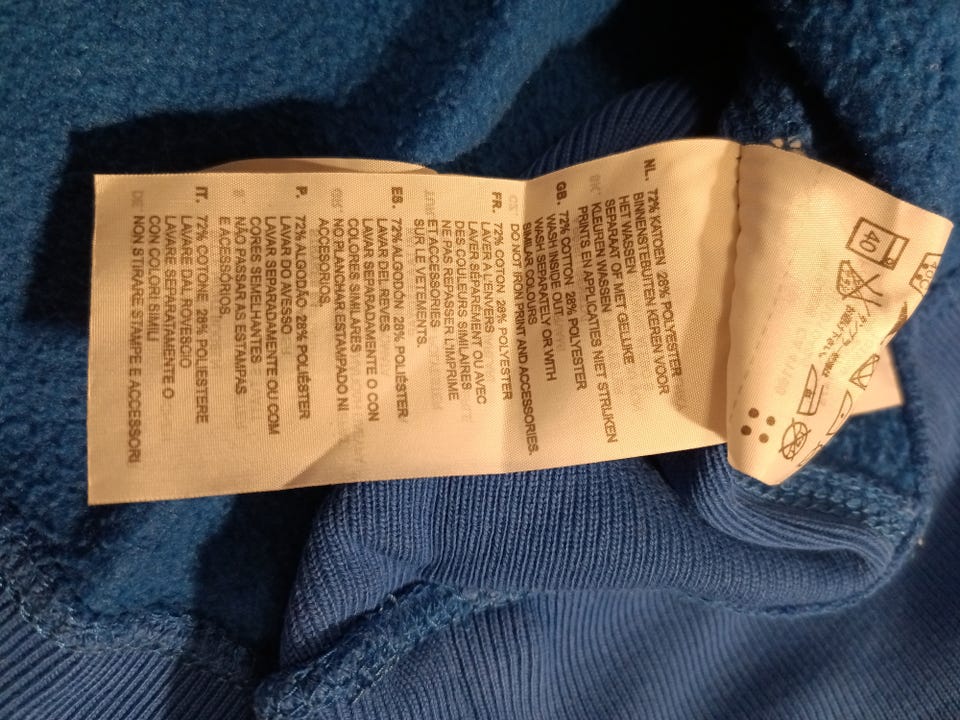 NL. 72% KATOEN 28% POLYESTER
BINNENSTEBUITEN KEREN VOOR
HET WASSEN
SEPARAAT OF MET GELIJKE
KLEUREN WASSEN
PRINTS EN APPLICATIES NIET STRIJKEN
GB. 72% COTTON 28% POLYESTER
WASH INSIDE OUT.
WASH SEPARATELY OR WITH
SIMILAR COLOURS
DO NOT IRON PRINT AND ACCESSORIES.
FR. 72% COTON 28% POLYESTER
LAVER A L'ENVERS
LAVER SÉPARÉMENT OU AVEC
DES COULEURS SIMILAIRES
NE PAS REPASSER L'IMPRIME
ET ACCESSORIES
SUR LE VETEMENTS.
ES. 72% ALGODÓN 28% POLIÉSTER
LAVAR DEL REVÉS
LAVAR SEPARADAMENTE O CON
COLORES SIMILARES
NO PLANCHAR ESTAMPADO NI
ACCESORIOS.
P. 72% ALGODÃO 28% POLIÉSTER
LAVAR DO AVESSO
LAVAR SEPARADAMENTE OU COM
CORES SEMELHANTES
NÃO PASSAR AS ESTAMPAS
E ACESSÓRIOS.
IT. 72% COTONE 28% POLIESTERE
LAVARE DAL ROVESCIO
LAVARE SEPARATAMENTE O
CON COLORI SIMILI
NON STIRARE STAMPA E ACCESSORI
40